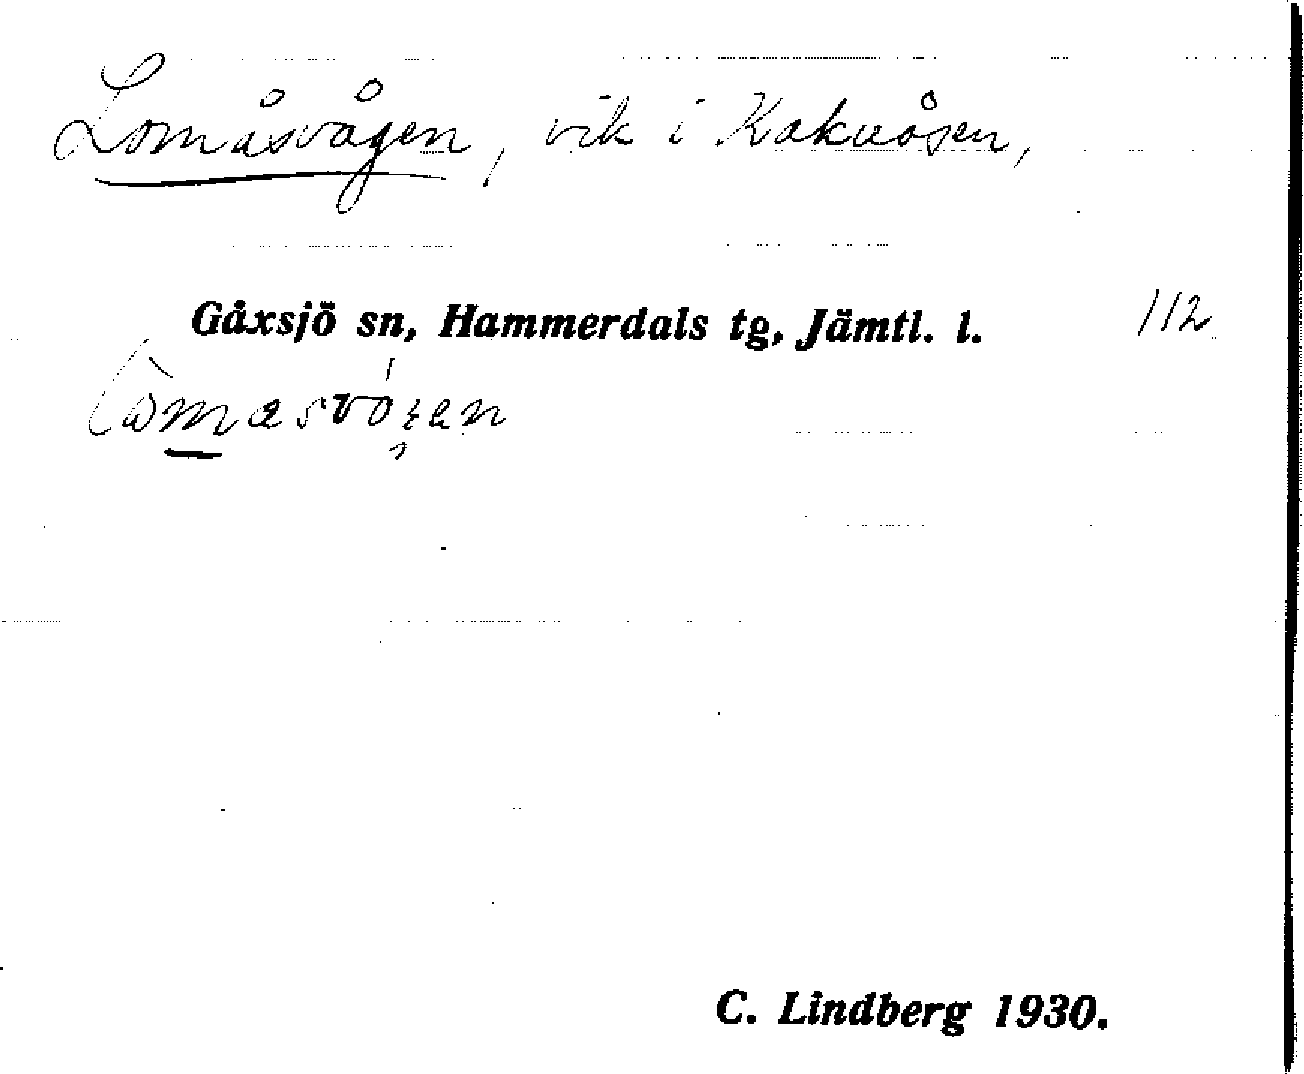 Lomåsvågen, vik i Kakuåsen,
Gåxsjö sn, Hammerdals tg, Jämtl. l. 112
C. Lindberg 1930.